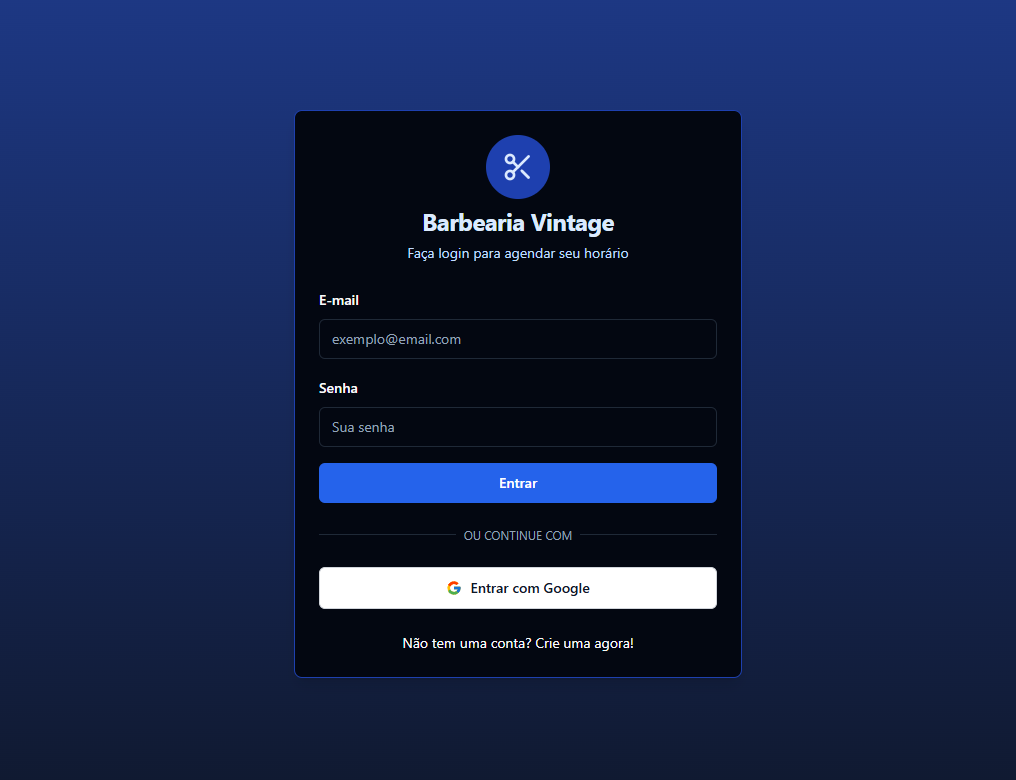 Barbearia Vintage
Faça login para agendar seu horário
E-mail
exemplo@email.com
Senha
Sua senha
Entrar
OU CONTINUE COM
Entrar com Google
Não tem uma conta? Crie uma agora!